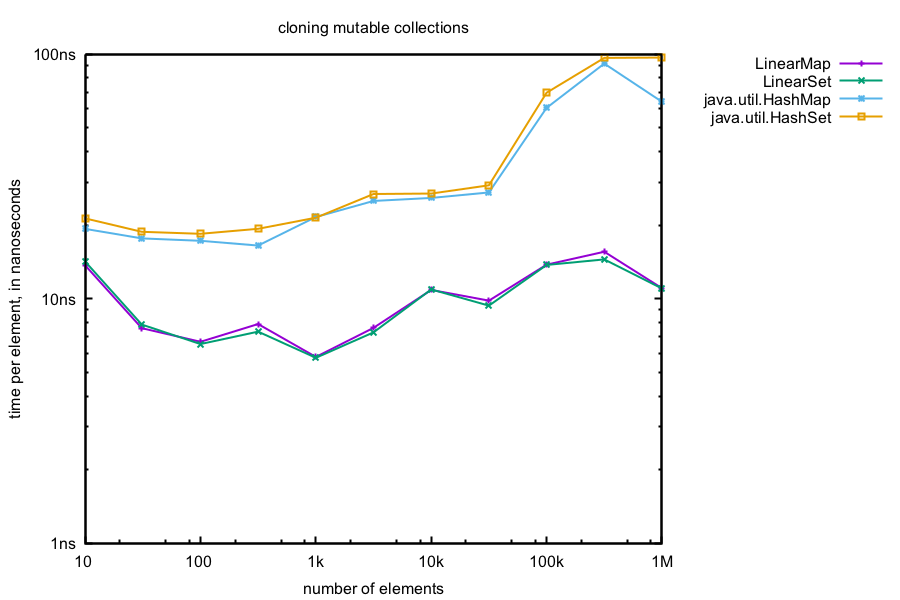 cloning mutable collections
100ns
10ns
1ns
time per element, in nanoseconds
10 100 1k 10k 100k 1M
number of elements
LinearMap
LinearSet
java.util.HashMap
java.util.HashSet